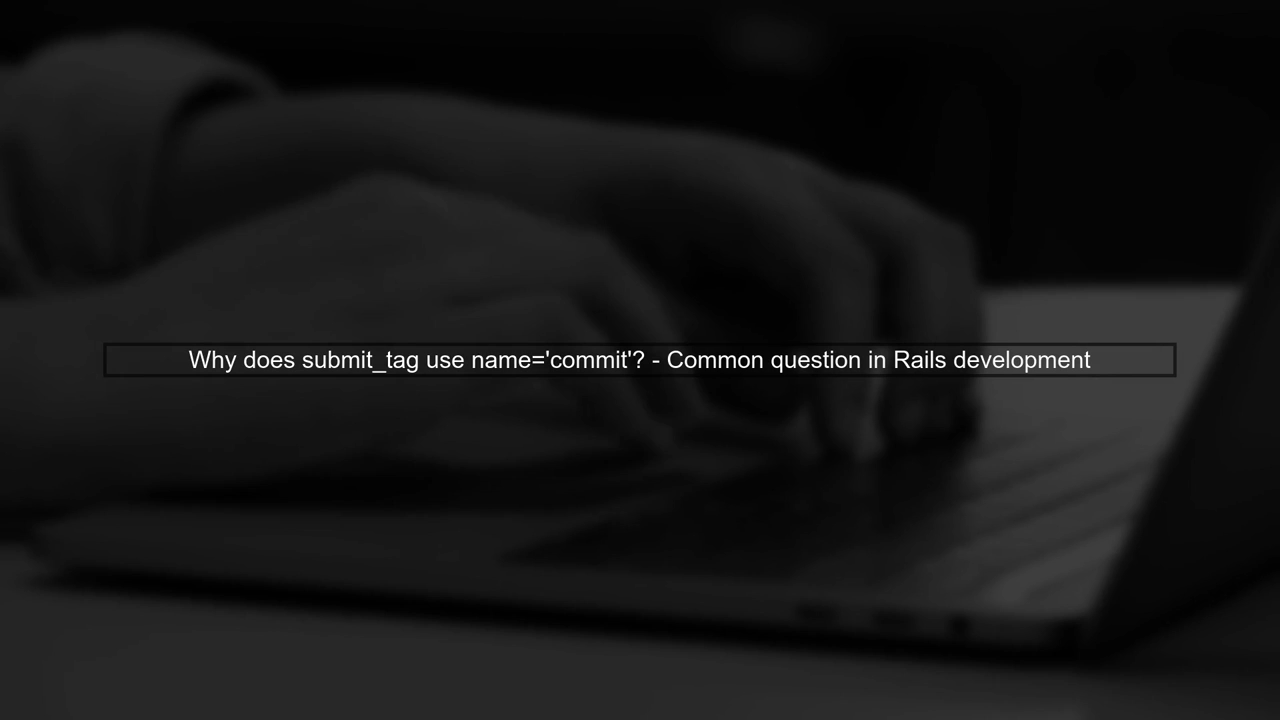 Why does submit_tag use name='commit'? - Common question in Rails development